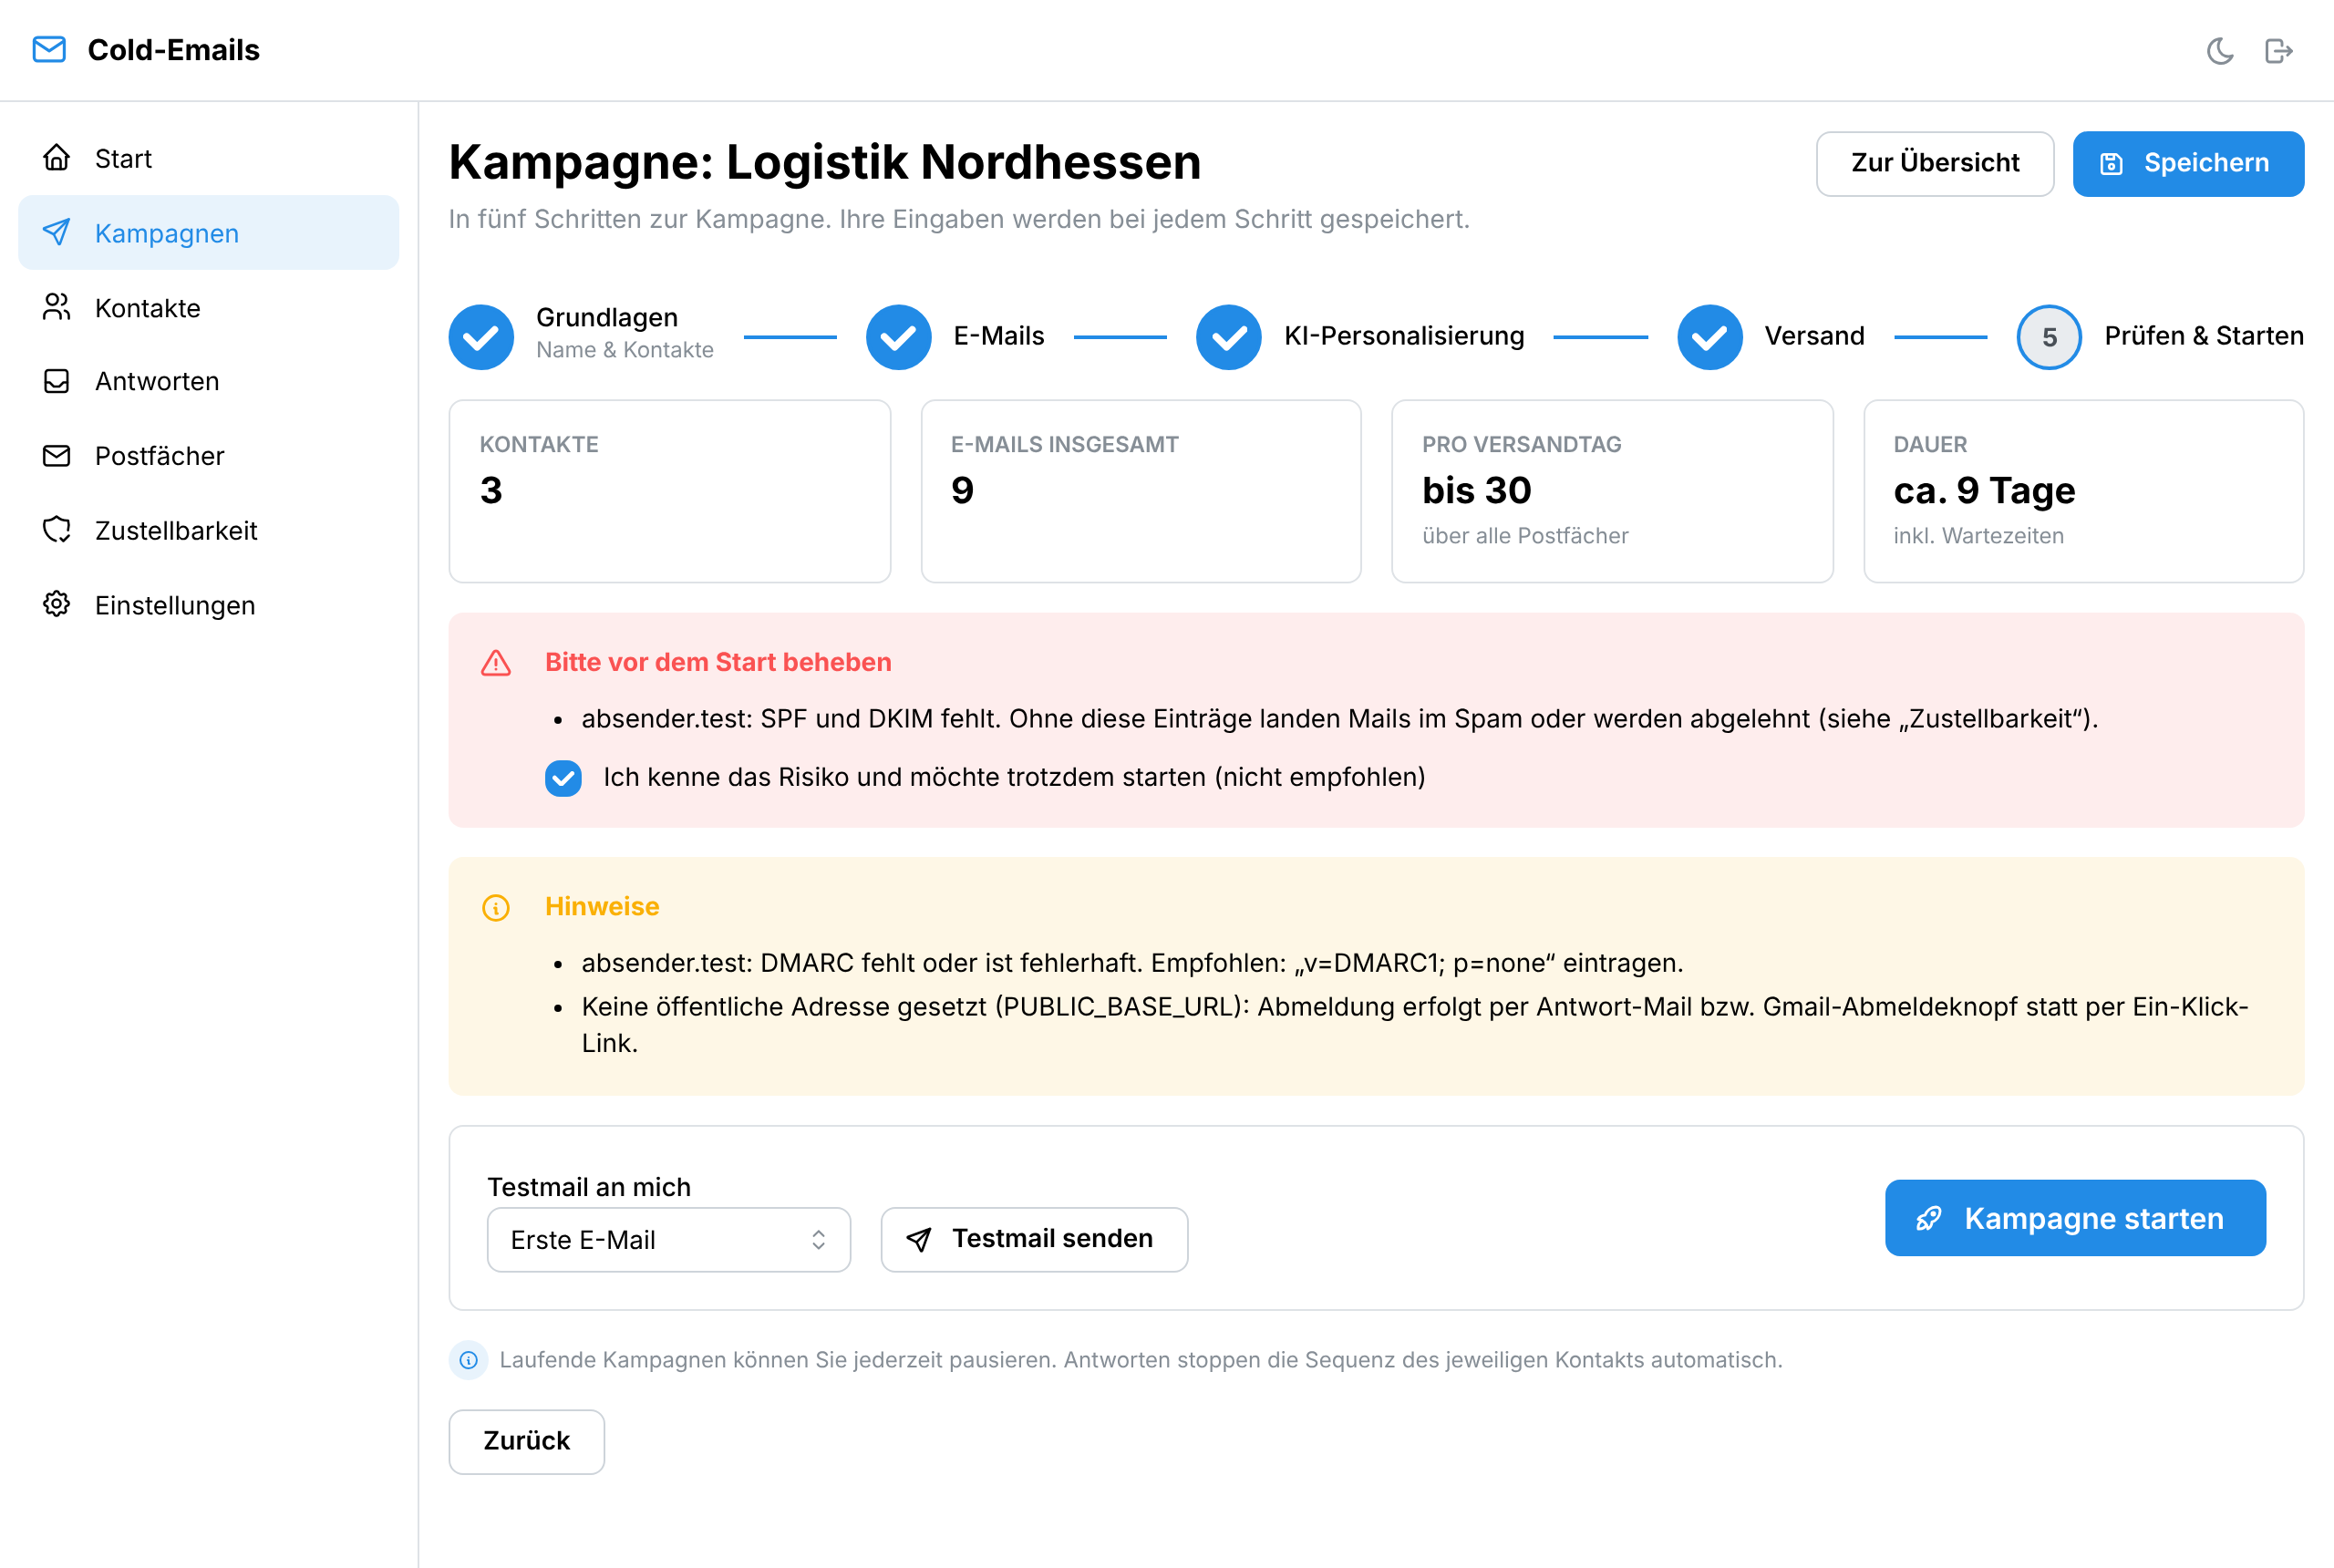 Cold-Emails
Start
Kampagnen
Kontakte
Antworten
Postfächer
Zustellbarkeit
Einstellungen
Kampagne: Logistik Nordhessen
In fünf Schritten zur Kampagne. Ihre Eingaben werden bei jedem Schritt gespeichert.
Zur Übersicht
Speichern
Grundlagen
Name & Kontakte
E-Mails
KI-Personalisierung
Versand
5
Prüfen & Starten
KONTAKTE
3
E-MAILS INSGESAMT
9
PRO VERSANDTAG
bis 30
über alle Postfächer
DAUER
ca. 9 Tage
inkl. Wartezeiten
Bitte vor dem Start beheben
• absender.test: SPF und DKIM fehlt. Ohne diese Einträge landen Mails im Spam oder werden abgelehnt (siehe „Zustellbarkeit“).
Ich kenne das Risiko und möchte trotzdem starten (nicht empfohlen)
Hinweise
• absender.test: DMARC fehlt oder ist fehlerhaft. Empfohlen: „v=DMARC1; p=none“ eintragen.
• Keine öffentliche Adresse gesetzt (PUBLIC_BASE_URL): Abmeldung erfolgt per Antwort-Mail bzw. Gmail-Abmeldeknopf statt per Ein-Klick-
Link.
Testmail an mich
Erste E-Mail
Testmail senden
Kampagne starten
Laufende Kampagnen können Sie jederzeit pausieren. Antworten stoppen die Sequenz des jeweiligen Kontakts automatisch.
Zurück